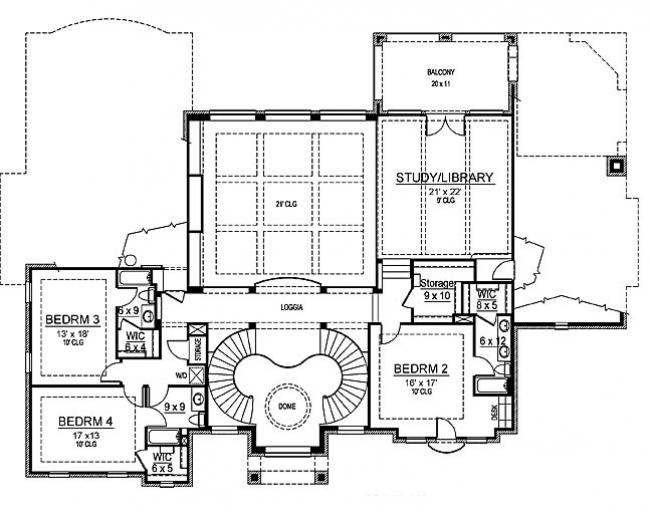 BALCONY
20 x 11
STUDY/LIBRARY
21' x 22'
9' CLG
21' CLG
Storage
9 x 10
WIC
8 x 5
LOGGIA
6 x 9
BEDRM 3
13' x 18'
10' CLG
WIC
6 x 4
STORAGE
6 x 12
W/D
BEDRM 2
16' x 17'
10' CLG
DOME
9 x 9
DESK
BEDRM 4
17 x13
10' CLG
WIC
6 x 5